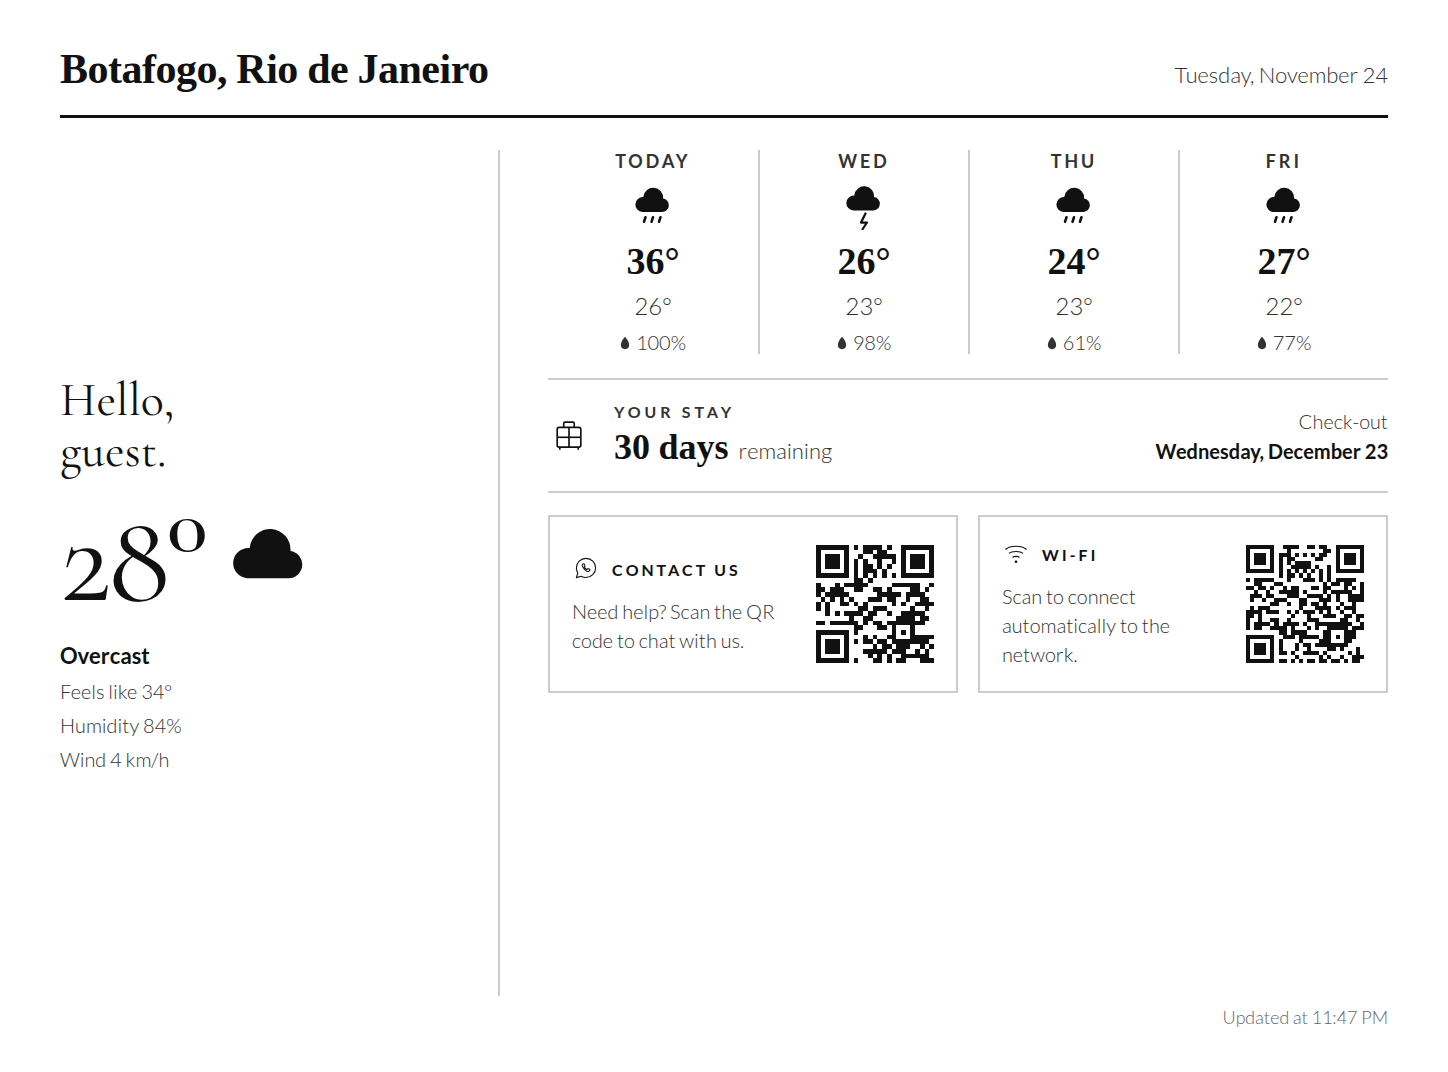 Botafogo, Rio de Janeiro
Tuesday, November 24
Hello,
guest.
28°
Overcast
Feels like 34°
Humidity 84%
Wind 4 km/h
TODAY
36°
26°
100%
WED
26°
23°
98%
THU
24°
23°
61%
FRI
27°
22°
77%
YOUR STAY
30 days remaining
Check-out
Wednesday, December 23
CONTACT US
Need help? Scan the QR
code to chat with us.
WI-FI
Scan to connect
automatically to the
network.
Updated at 11:47 PM